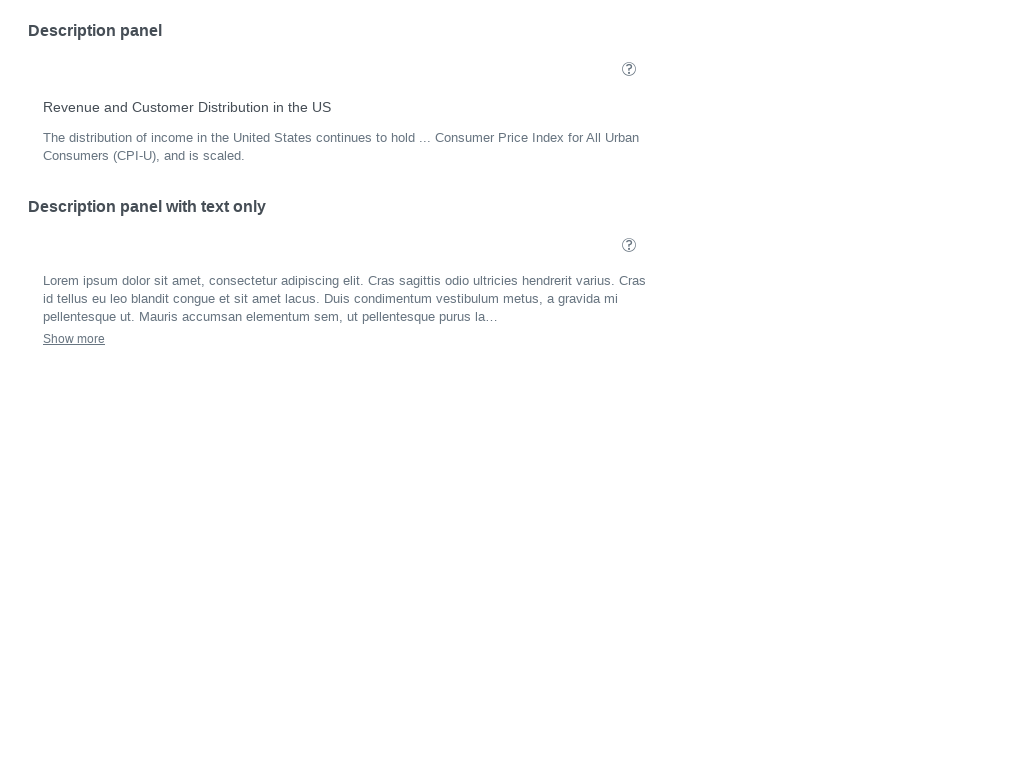 Description panel
?
Revenue and Customer Distribution in the US
The distribution of income in the United States continues to hold ... Consumer Price Index for All Urban
Consumers (CPI-U), and is scaled.
Description panel with text only
?
Lorem ipsum dolor sit amet, consectetur adipiscing elit. Cras sagittis odio ultricies hendrerit varius. Cras
id tellus eu leo blandit congue et sit amet lacus. Duis condimentum vestibulum metus, a gravida mi
pellentesque ut. Mauris accumsan elementum sem, ut pellentesque purus la…
Show more